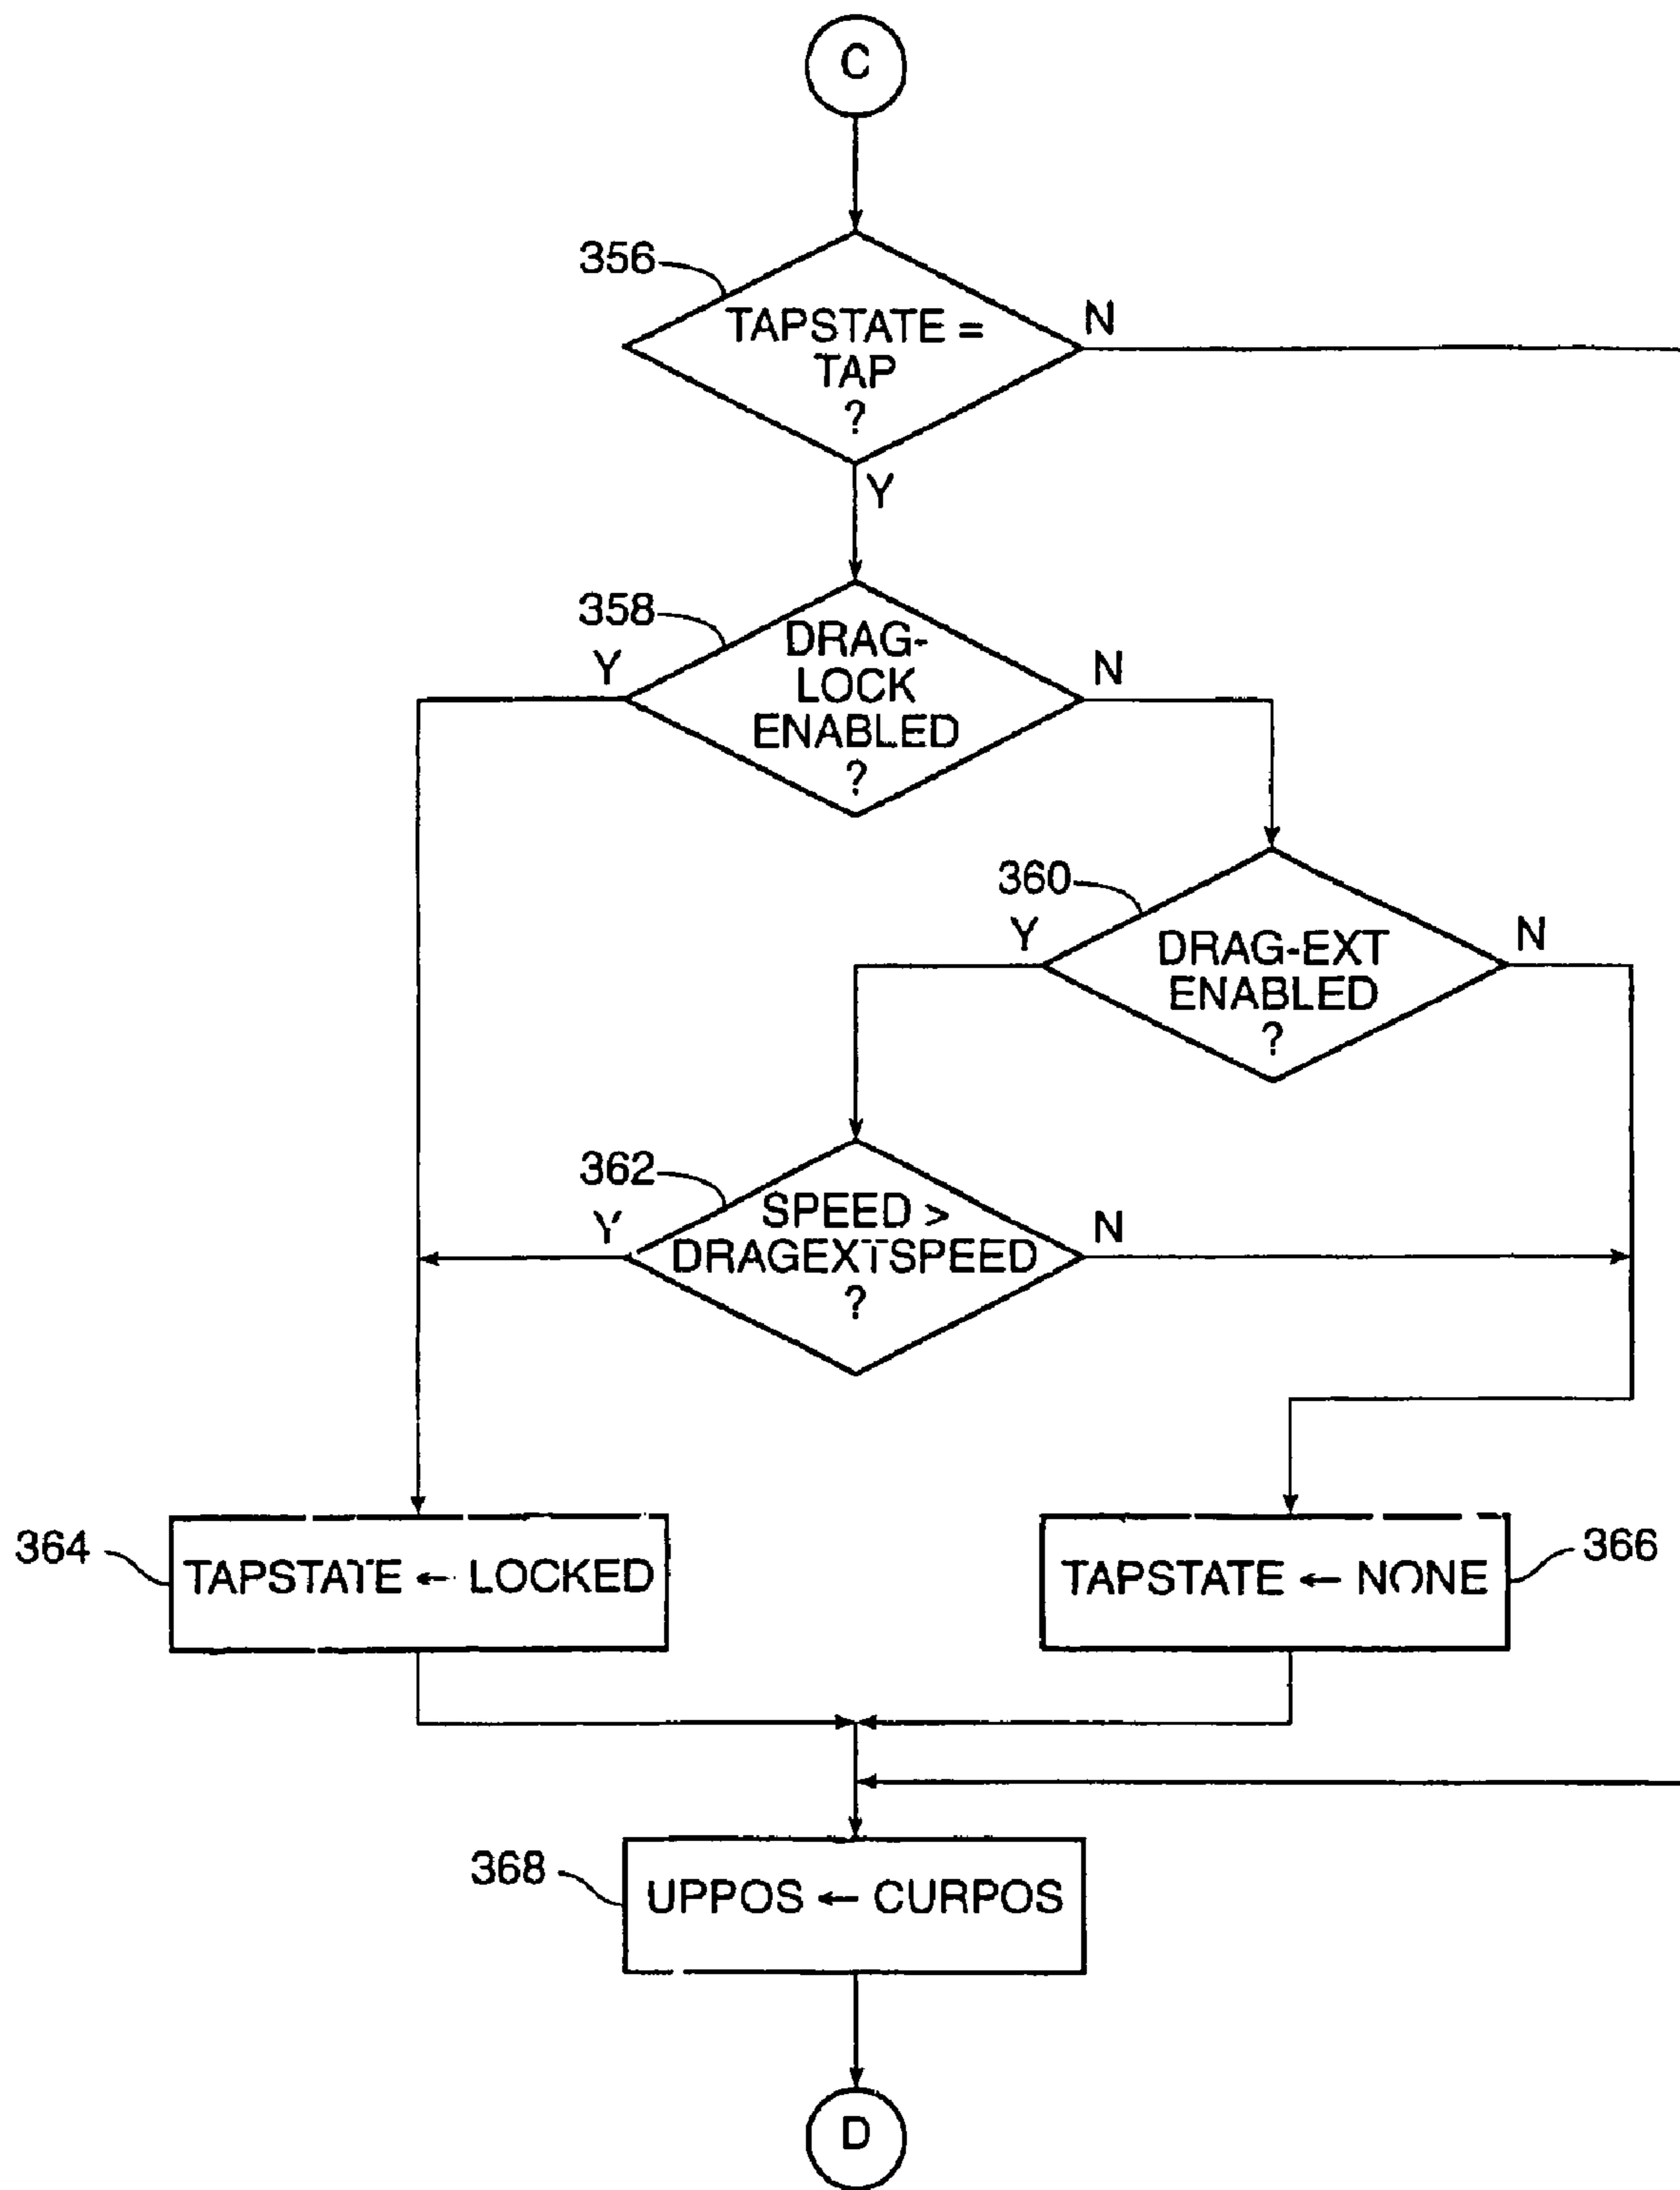 C
356
TAPSTATE =
TAP
?
N
Y
358
DRAG-
LOCK
ENABLED
?
Y
N
360
DRAG-EXT
ENABLED
?
Y
N
362
SPEED >
DRAGEXTSPEED
?
Y
N
364
TAPSTATE ← LOCKED
TAPSTATE ← NONE
366
368
UPPOS ← CURPOS
D